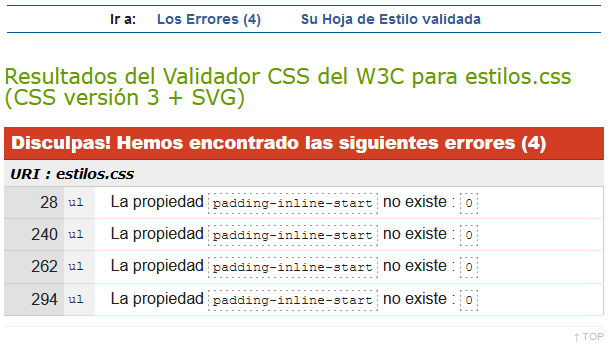 Ir a: Los Errores (4) Su Hoja de Estilo validada
Resultados del Validador CSS del W3C para estilos.css
(CSS versión 3 + SVG)
Disculpas! Hemos encontrado las siguientes errores (4)
URI : estilos.css
28 ul La propiedad padding-inline-start no existe : 0
240 ul La propiedad padding-inline-start no existe : 0
262 ul La propiedad padding-inline-start no existe : 0
294 ul La propiedad padding-inline-start no existe : 0
↑ TOP